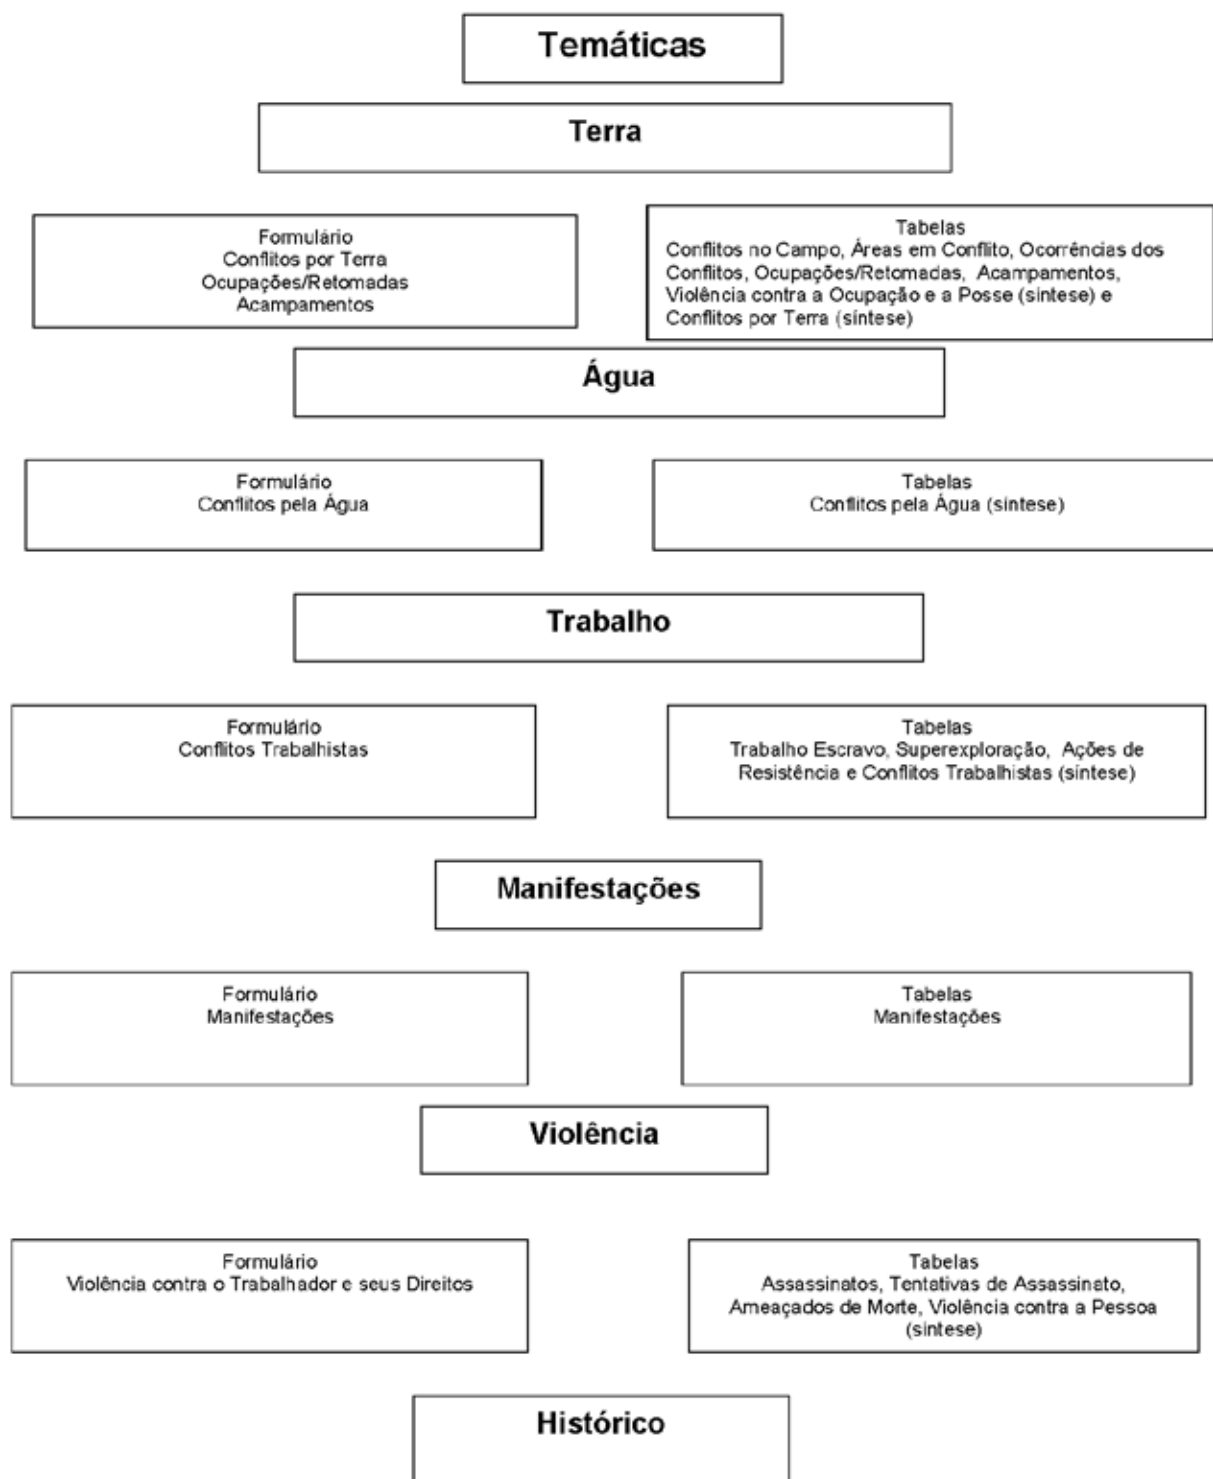 Temáticas
Terra
Formulário
Conflitos por Terra
Ocupações/Retomadas
Acampamentos
Tabelas
Conflitos no Campo, Áreas em Conflito, Ocorrências dos
Conflitos, Ocupações/Retomadas, Acampamentos,
Violência contra a Ocupação e a Posse (síntese) e
Conflitos por Terra (síntese)
Água
Formulário
Conflitos pela Água
Tabelas
Conflitos pela Água (síntese)
Trabalho
Formulário
Conflitos Trabalhistas
Tabelas
Trabalho Escravo, Superexploração, Ações de
Resistência e Conflitos Trabalhistas (síntese)
Manifestações
Formulário
Manifestações
Tabelas
Manifestações
Violência
Formulário
Violência contra o Trabalhador e seus Direitos
Tabelas
Assassinatos, Tentativas de Assassinato,
Ameaçados de Morte, Violência contra a Pessoa
(síntese)
Histórico